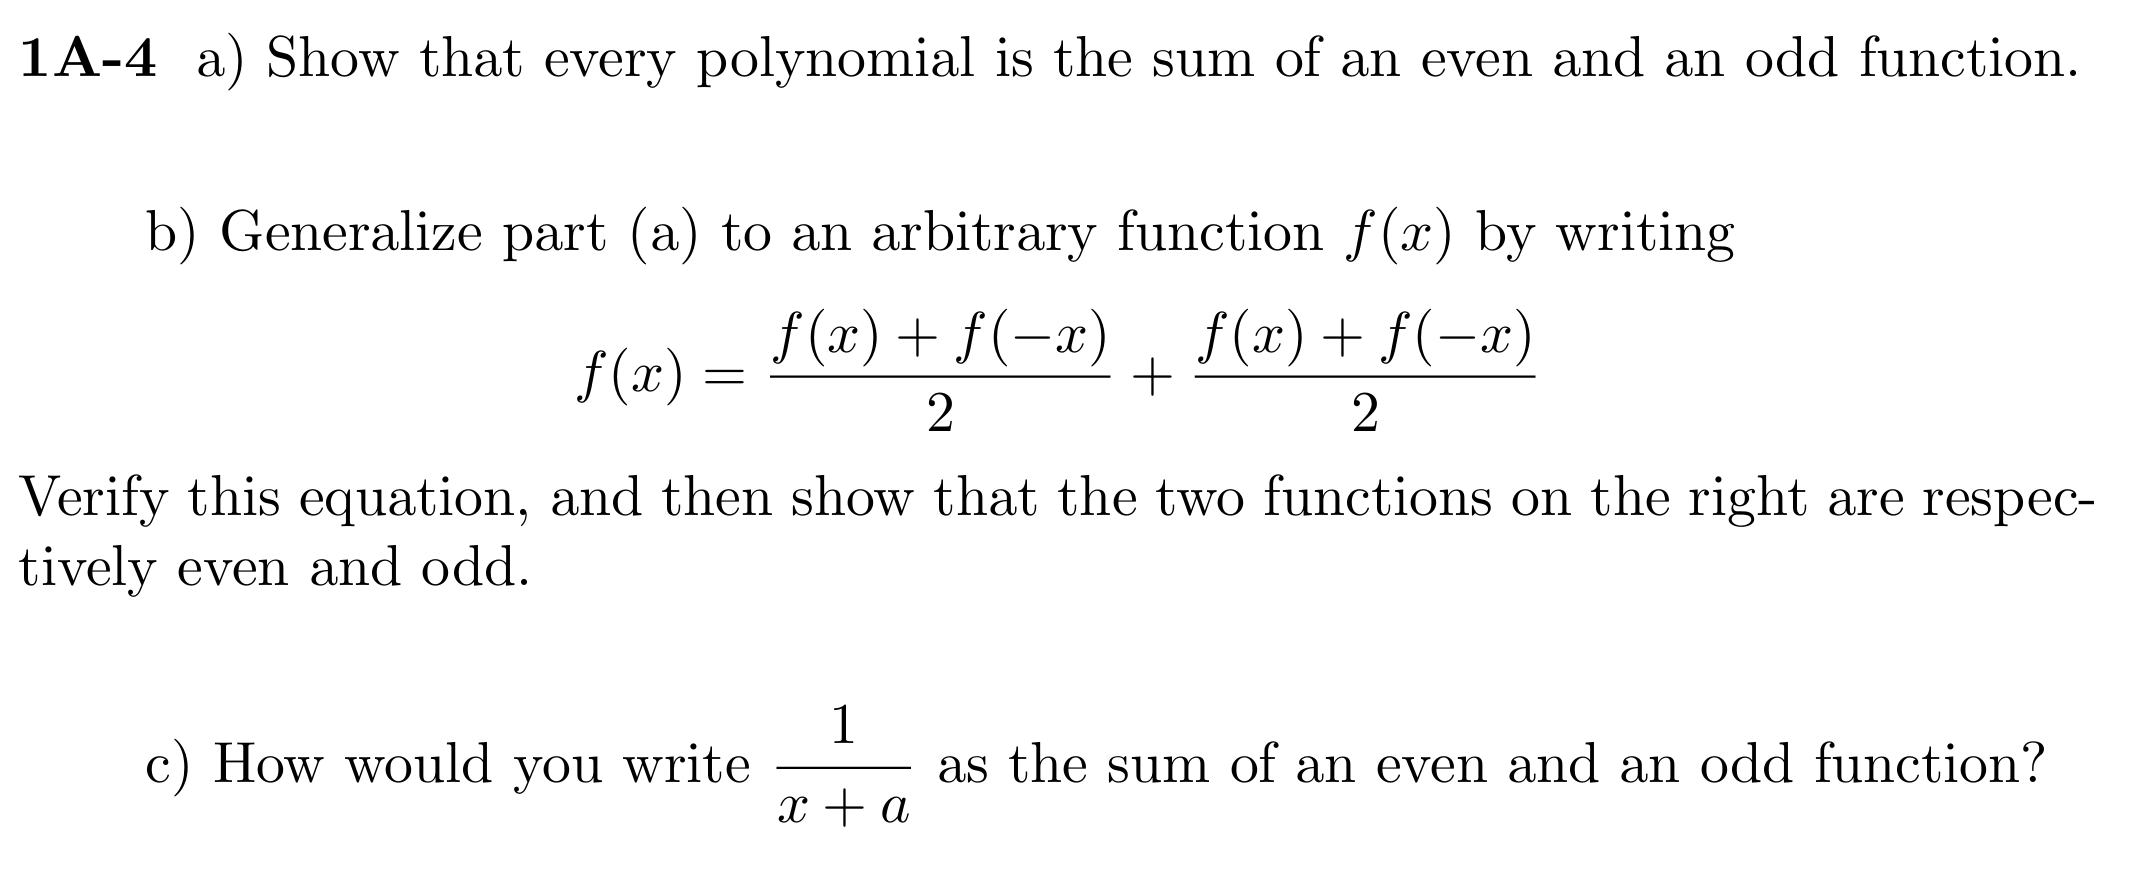 1A-4 a) Show that every polynomial is the sum of an even and an odd function.
b) Generalize part (a) to an arbitrary function f(x) by writing
f(x) = \frac{f(x) + f(-x)}{2} + \frac{f(x) + f(-x)}{2}
Verify this equation, and then show that the two functions on the right are respec-
tively even and odd.
c) How would you write \frac{1}{x + a} as the sum of an even and an odd function?